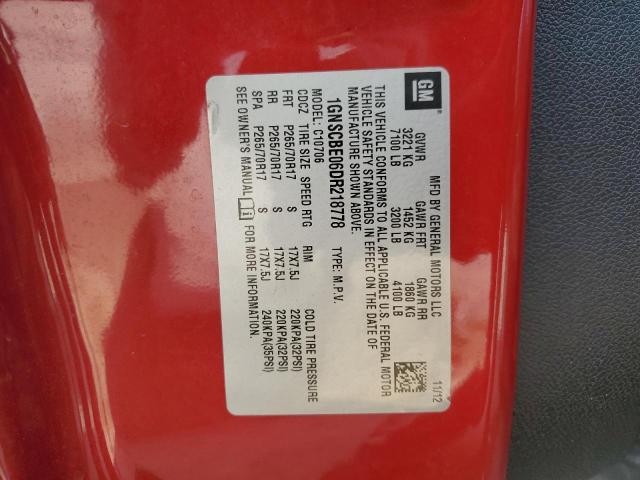 GM
MFD BY GENERAL MOTORS LLC
11/12
GVWR GAWR FRT GAWR RR
3221 KG 1452 KG 1860 KG
7100 LB 3200 LB 4100 LB
THIS VEHICLE CONFORMS TO ALL APPLICABLE U.S. FEDERAL MOTOR
VEHICLE SAFETY STANDARDS IN EFFECT ON THE DATE OF
MANUFACTURE SHOWN ABOVE.
1GNSCBE06DR218778 TYPE: M.P.V.
MODEL: C10706
CDCZ TIRE SIZE SPEED RTG RIM COLD TIRE PRESSURE
FRT P265/70R17 S 17X7.5J 220KPA(32PSI)
RR P265/70R17 S 17X7.5J 220KPA(32PSI)
SPA P265/70R17 S 17X7.5J 240KPA(35PSI)
SEE OWNER'S MANUAL FOR MORE INFORMATION.